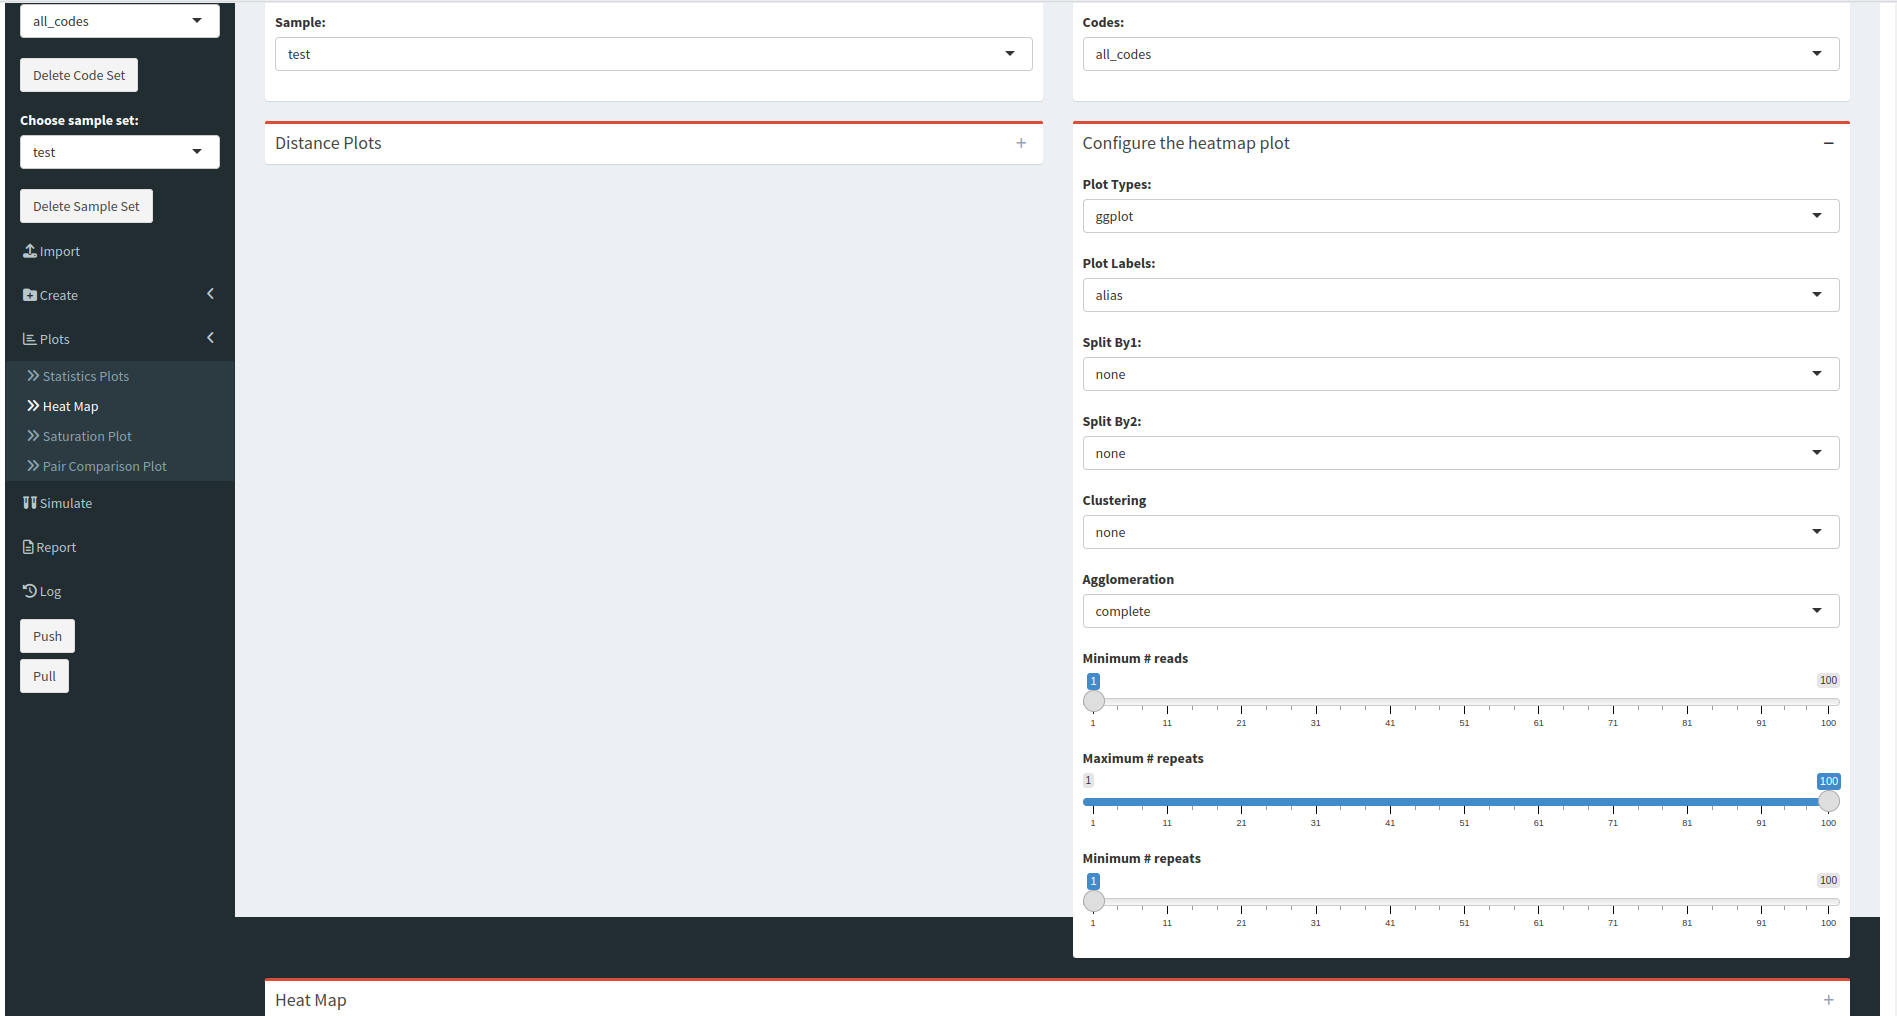 all_codes
Delete Code Set
Choose sample set:
test
Delete Sample Set
Import
Create
Plots
Statistics Plots
Heat Map
Saturation Plot
Pair Comparison Plot
Simulate
Report
Log
Push
Pull
Sample:
test
Distance Plots
Codes:
all_codes
Configure the heatmap plot
Plot Types:
ggplot
Plot Labels:
alias
Split By1:
none
Split By2:
none
Clustering
none
Agglomeration
complete
Minimum # reads
1 100
1 11 21 31 41 51 61 71 81 91 100
Maximum # repeats
1 100
1 11 21 31 41 51 61 71 81 91 100
Minimum # repeats
1 100
1 11 21 31 41 51 61 71 81 91 100
Heat Map